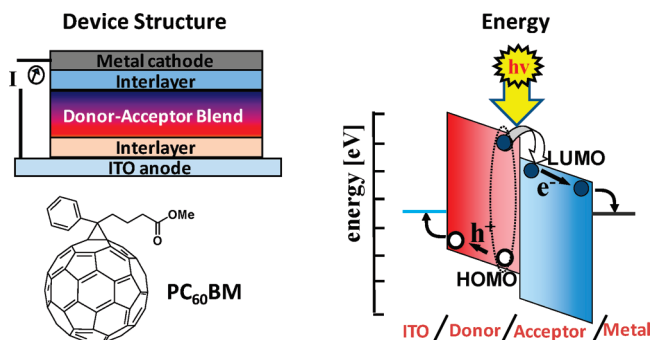 Device Structure
Metal cathode
Interlayer
I
Donor-Acceptor Blend
Interlayer
ITO anode
OMe
O
PC60BM
Energy
hν
energy [eV]
LUMO
e-
h+
HOMO
ITO / Donor / Acceptor / Metal